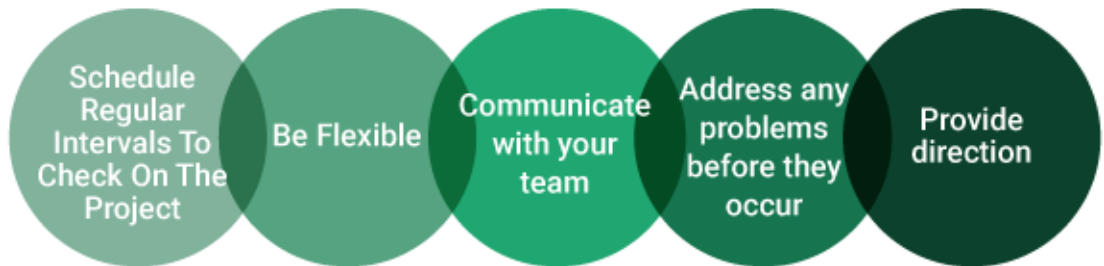 Schedule
Regular
Intervals To
Check On The
Project
Be Flexible
Communicate
with your
team
Address any
problems
before they
occur
Provide
direction